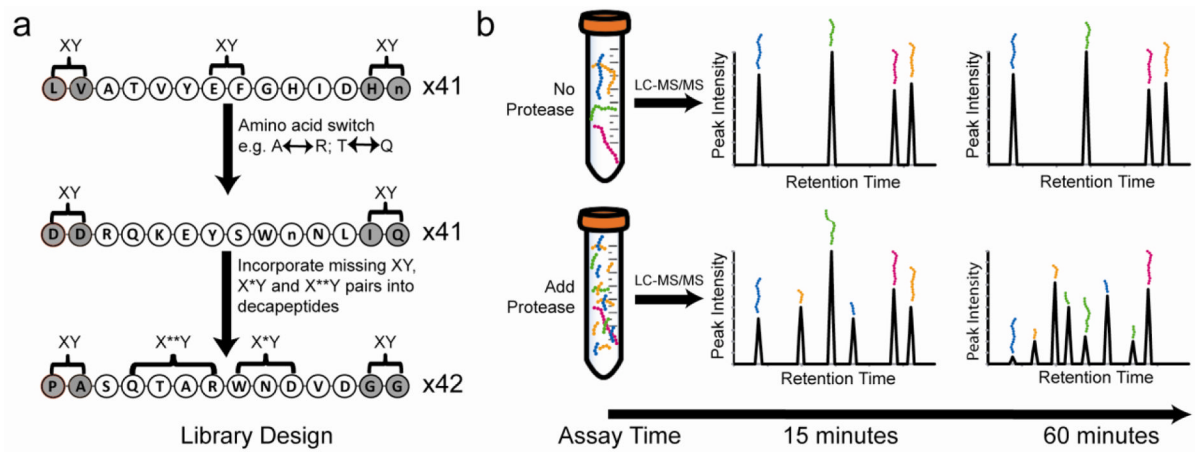 a
XY XY XY
L V A T V Y E F G H I D H n x41
Amino acid switch
e.g. A↔R; T↔Q
XY XY
D D R Q K E Y S W n N L I Q x41
Incorporate missing XY,
X*Y and X**Y pairs into
decapeptides
XY X**Y X*Y XY
P A S Q T A R W N D V D G G x42
Library Design
b
No
Protease
LC-MS/MS
Peak Intensity
Retention Time
Peak Intensity
Retention Time
Add
Protease
LC-MS/MS
Peak Intensity
Retention Time
Peak Intensity
Retention Time
Assay Time 15 minutes 60 minutes